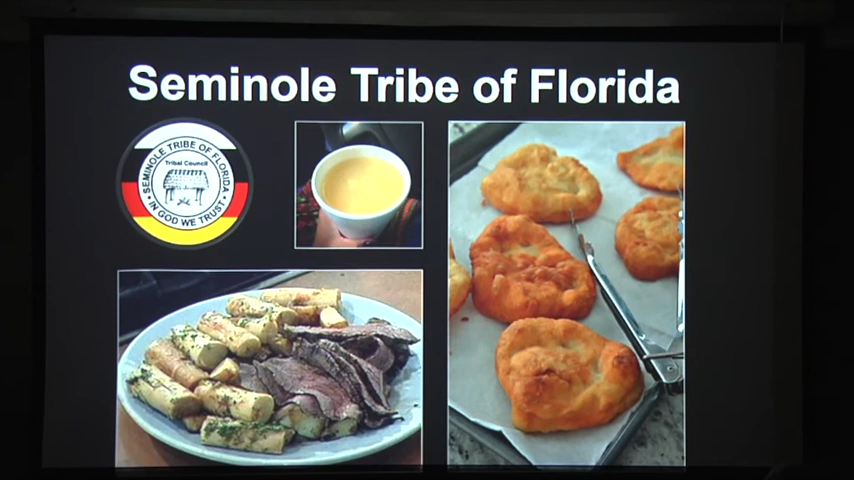 Seminole Tribe of Florida
SEMINOLE TRIBE OF FLORIDA
Tribal Council
• IN GOD WE TRUST •